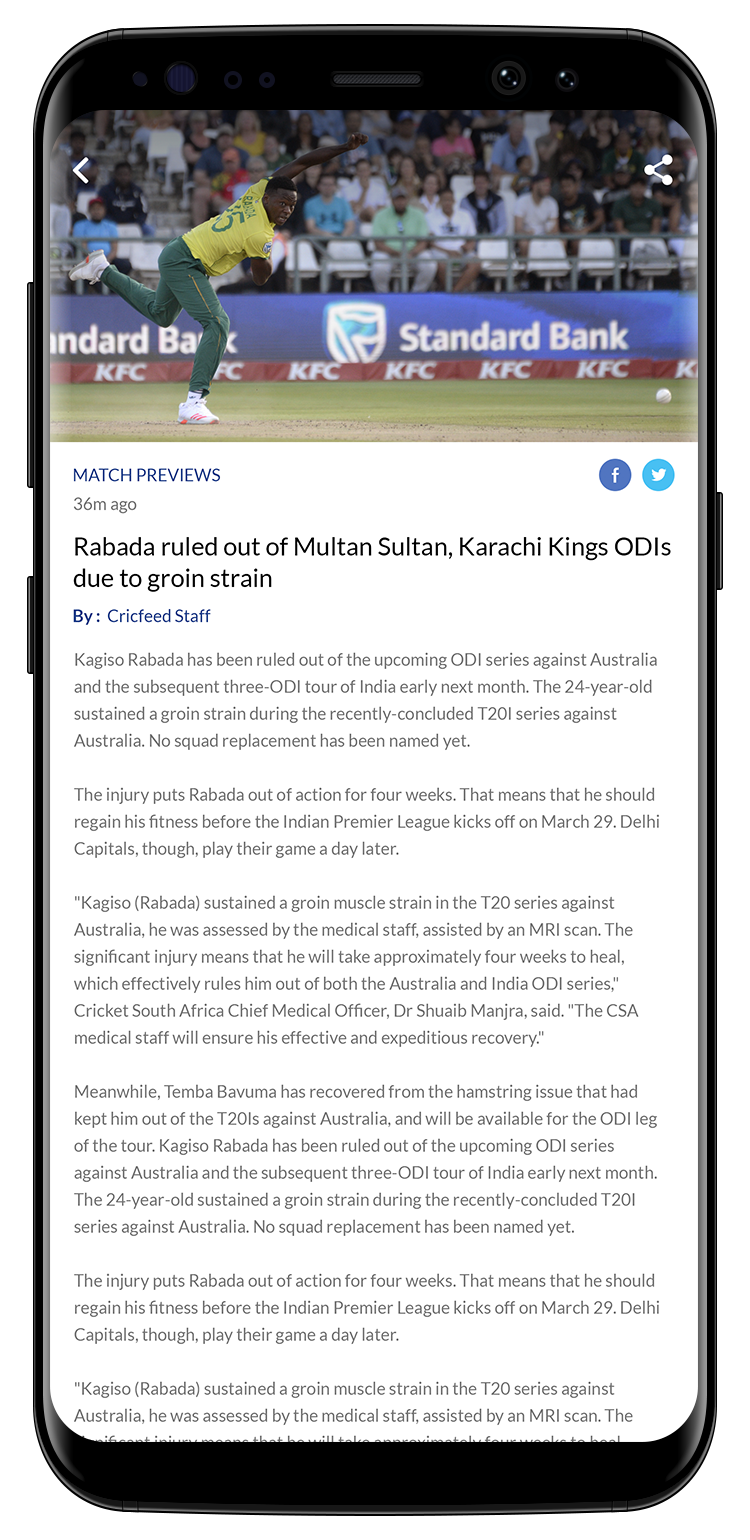 RABADA
25
ndard Bank
Standard Bank
KFC KFC KFC KFC KFC KFC K
MATCH PREVIEWS
36m ago
Rabada ruled out of Multan Sultan, Karachi Kings ODIs
due to groin strain
By : Cricfeed Staff
Kagiso Rabada has been ruled out of the upcoming ODI series against Australia
and the subsequent three-ODI tour of India early next month. The 24-year-old
sustained a groin strain during the recently-concluded T20I series against
Australia. No squad replacement has been named yet.
The injury puts Rabada out of action for four weeks. That means that he should
regain his fitness before the Indian Premier League kicks off on March 29. Delhi
Capitals, though, play their game a day later.
"Kagiso (Rabada) sustained a groin muscle strain in the T20 series against
Australia, he was assessed by the medical staff, assisted by an MRI scan. The
significant injury means that he will take approximately four weeks to heal,
which effectively rules him out of both the Australia and India ODI series,"
Cricket South Africa Chief Medical Officer, Dr Shuaib Manjra, said. "The CSA
medical staff will ensure his effective and expeditious recovery."
Meanwhile, Temba Bavuma has recovered from the hamstring issue that had
kept him out of the T20Is against Australia, and will be available for the ODI leg
of the tour. Kagiso Rabada has been ruled out of the upcoming ODI series
against Australia and the subsequent three-ODI tour of India early next month.
The 24-year-old sustained a groin strain during the recently-concluded T20I
series against Australia. No squad replacement has been named yet.
The injury puts Rabada out of action for four weeks. That means that he should
regain his fitness before the Indian Premier League kicks off on March 29. Delhi
Capitals, though, play their game a day later.
"Kagiso (Rabada) sustained a groin muscle strain in the T20 series against
Australia, he was assessed by the medical staff, assisted by an MRI scan. The
significant injury means that he will take approximately four weeks to heal,